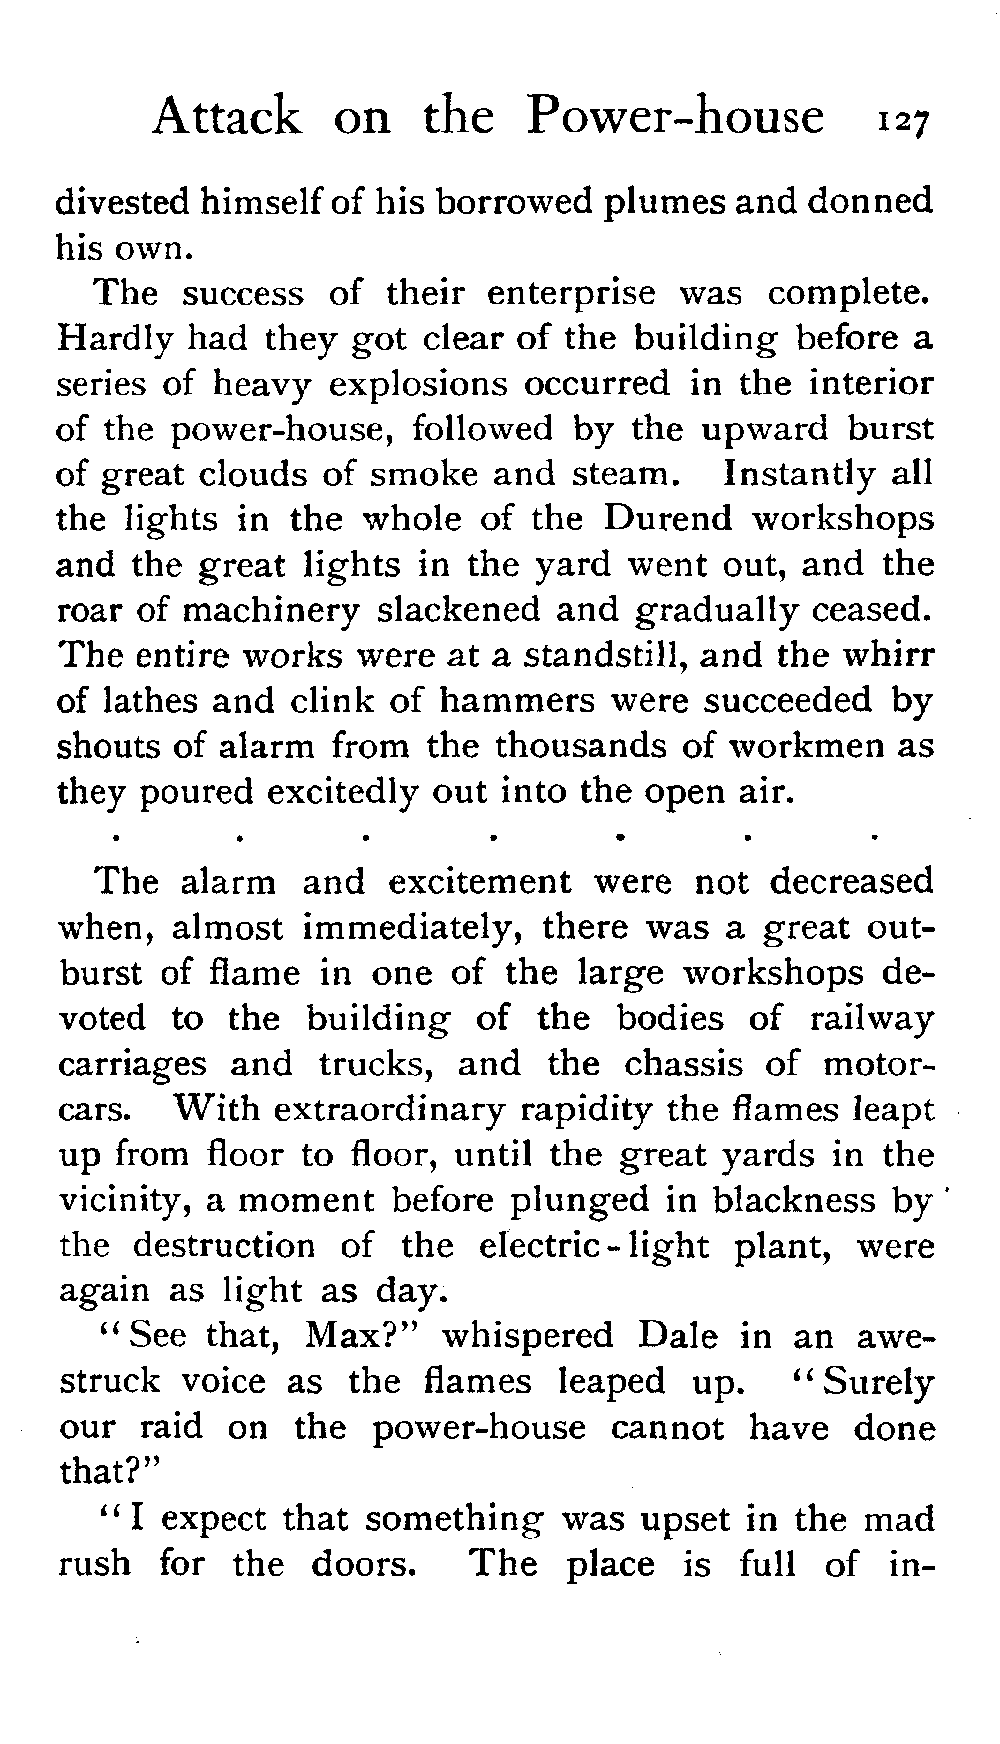 Attack on the Power-house 127
divested himself of his borrowed plumes and donned
his own.
The success of their enterprise was complete.
Hardly had they got clear of the building before a
series of heavy explosions occurred in the interior
of the power-house, followed by the upward burst
of great clouds of smoke and steam. Instantly all
the lights in the whole of the Durend workshops
and the great lights in the yard went out, and the
roar of machinery slackened and gradually ceased.
The entire works were at a standstill, and the whirr
of lathes and clink of hammers were succeeded by
shouts of alarm from the thousands of workmen as
they poured excitedly out into the open air.
. . . . . . .
The alarm and excitement were not decreased
when, almost immediately, there was a great out-
burst of flame in one of the large workshops de-
voted to the building of the bodies of railway
carriages and trucks, and the chassis of motor-
cars. With extraordinary rapidity the flames leapt
up from floor to floor, until the great yards in the
vicinity, a moment before plunged in blackness by
the destruction of the electric-light plant, were
again as light as day.
"See that, Max?" whispered Dale in an awe-
struck voice as the flames leaped up. "Surely
our raid on the power-house cannot have done
that?"
"I expect that something was upset in the mad
rush for the doors. The place is full of in-